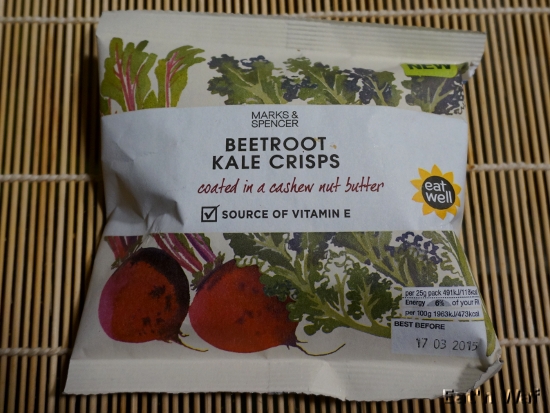 NEW
MARKS &
SPENCER
BEETROOT
KALE CRISPS
coated in a cashew nut butter
SOURCE OF VITAMIN E
eat
well
per 25g pack 491kJ/118kcal
Energy 6% of your RI
per 100g 1963kJ/473kcal
BEST BEFORE
17 03 2015